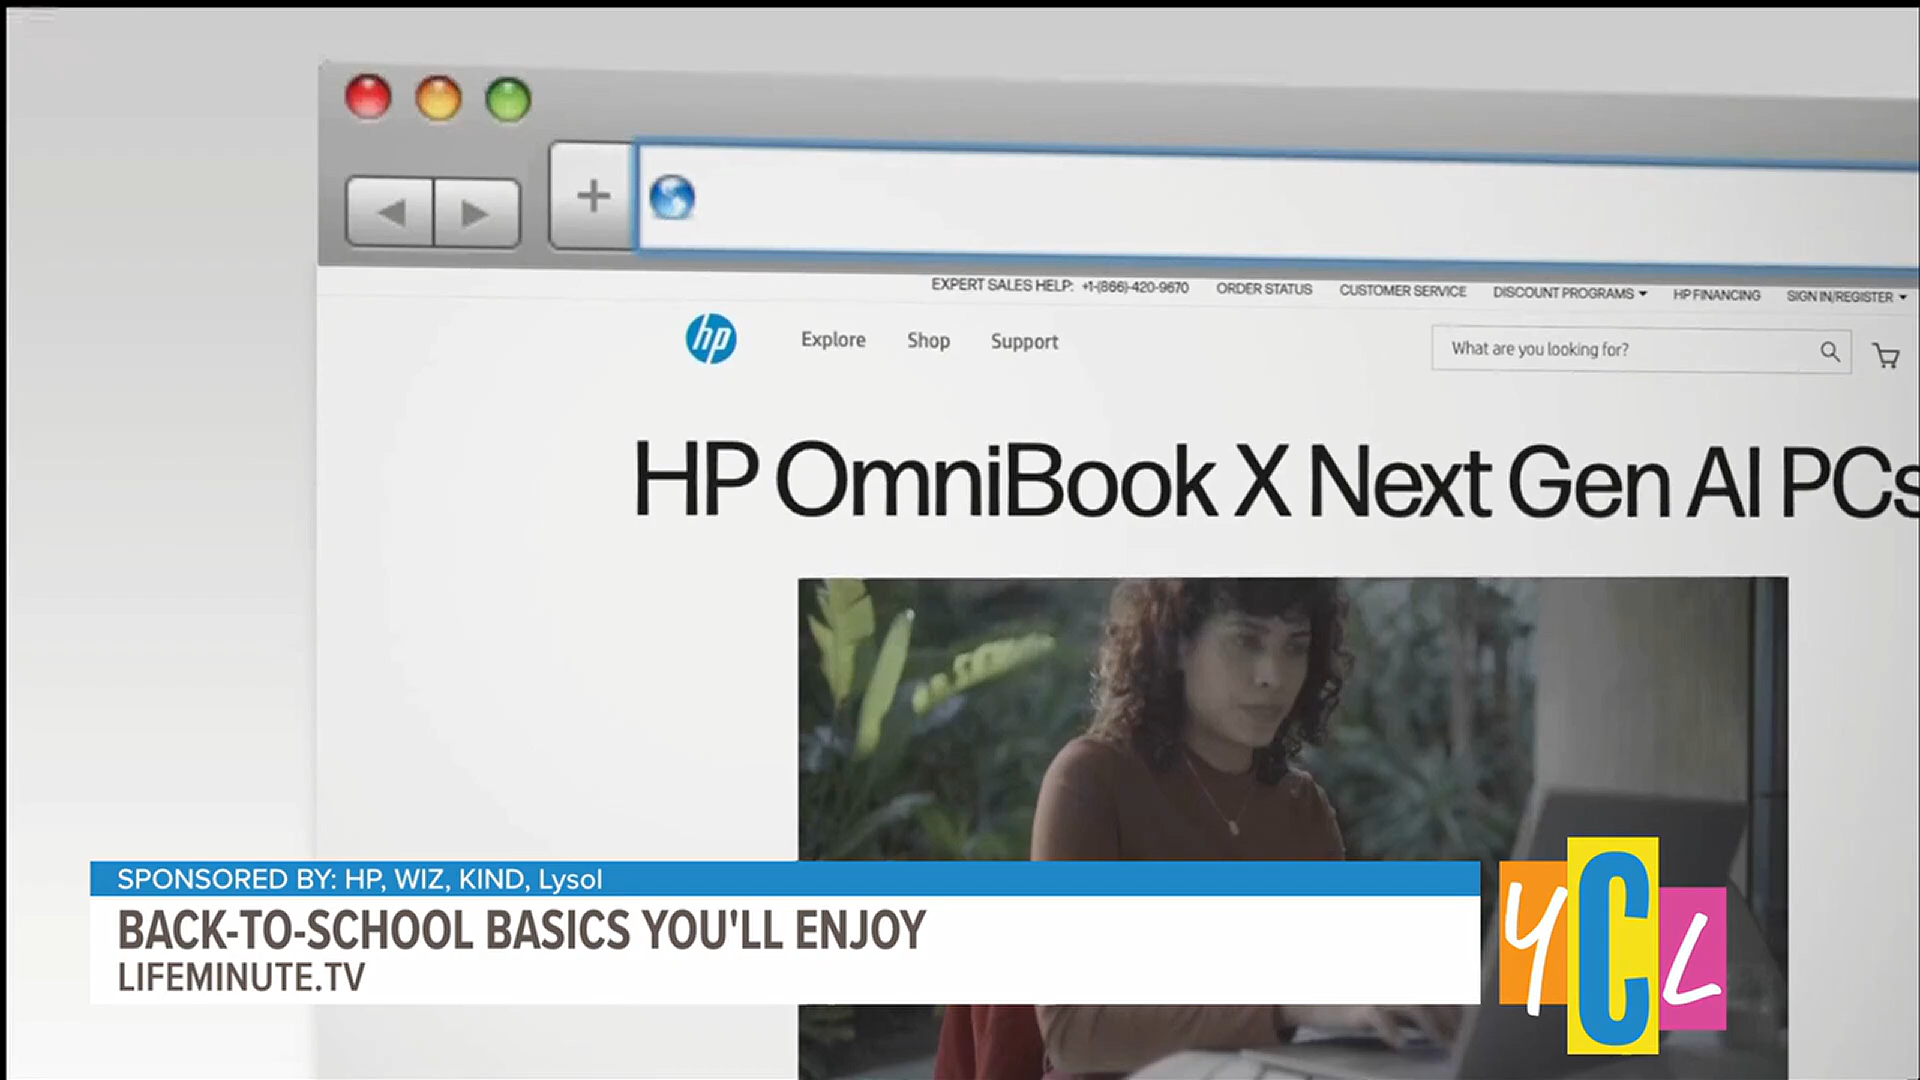 EXPERT SALES HELP: +1-(866)-420-9670 ORDER STATUS CUSTOMER SERVICE DISCOUNT PROGRAMS HP FINANCING SIGN IN/REGISTER
hp Explore Shop Support What are you looking for?
HP OmniBook X Next Gen AI PCs
SPONSORED BY: HP, WIZ, KIND, Lysol
BACK-TO-SCHOOL BASICS YOU'LL ENJOY
LIFEMINUTE.TV
YCL